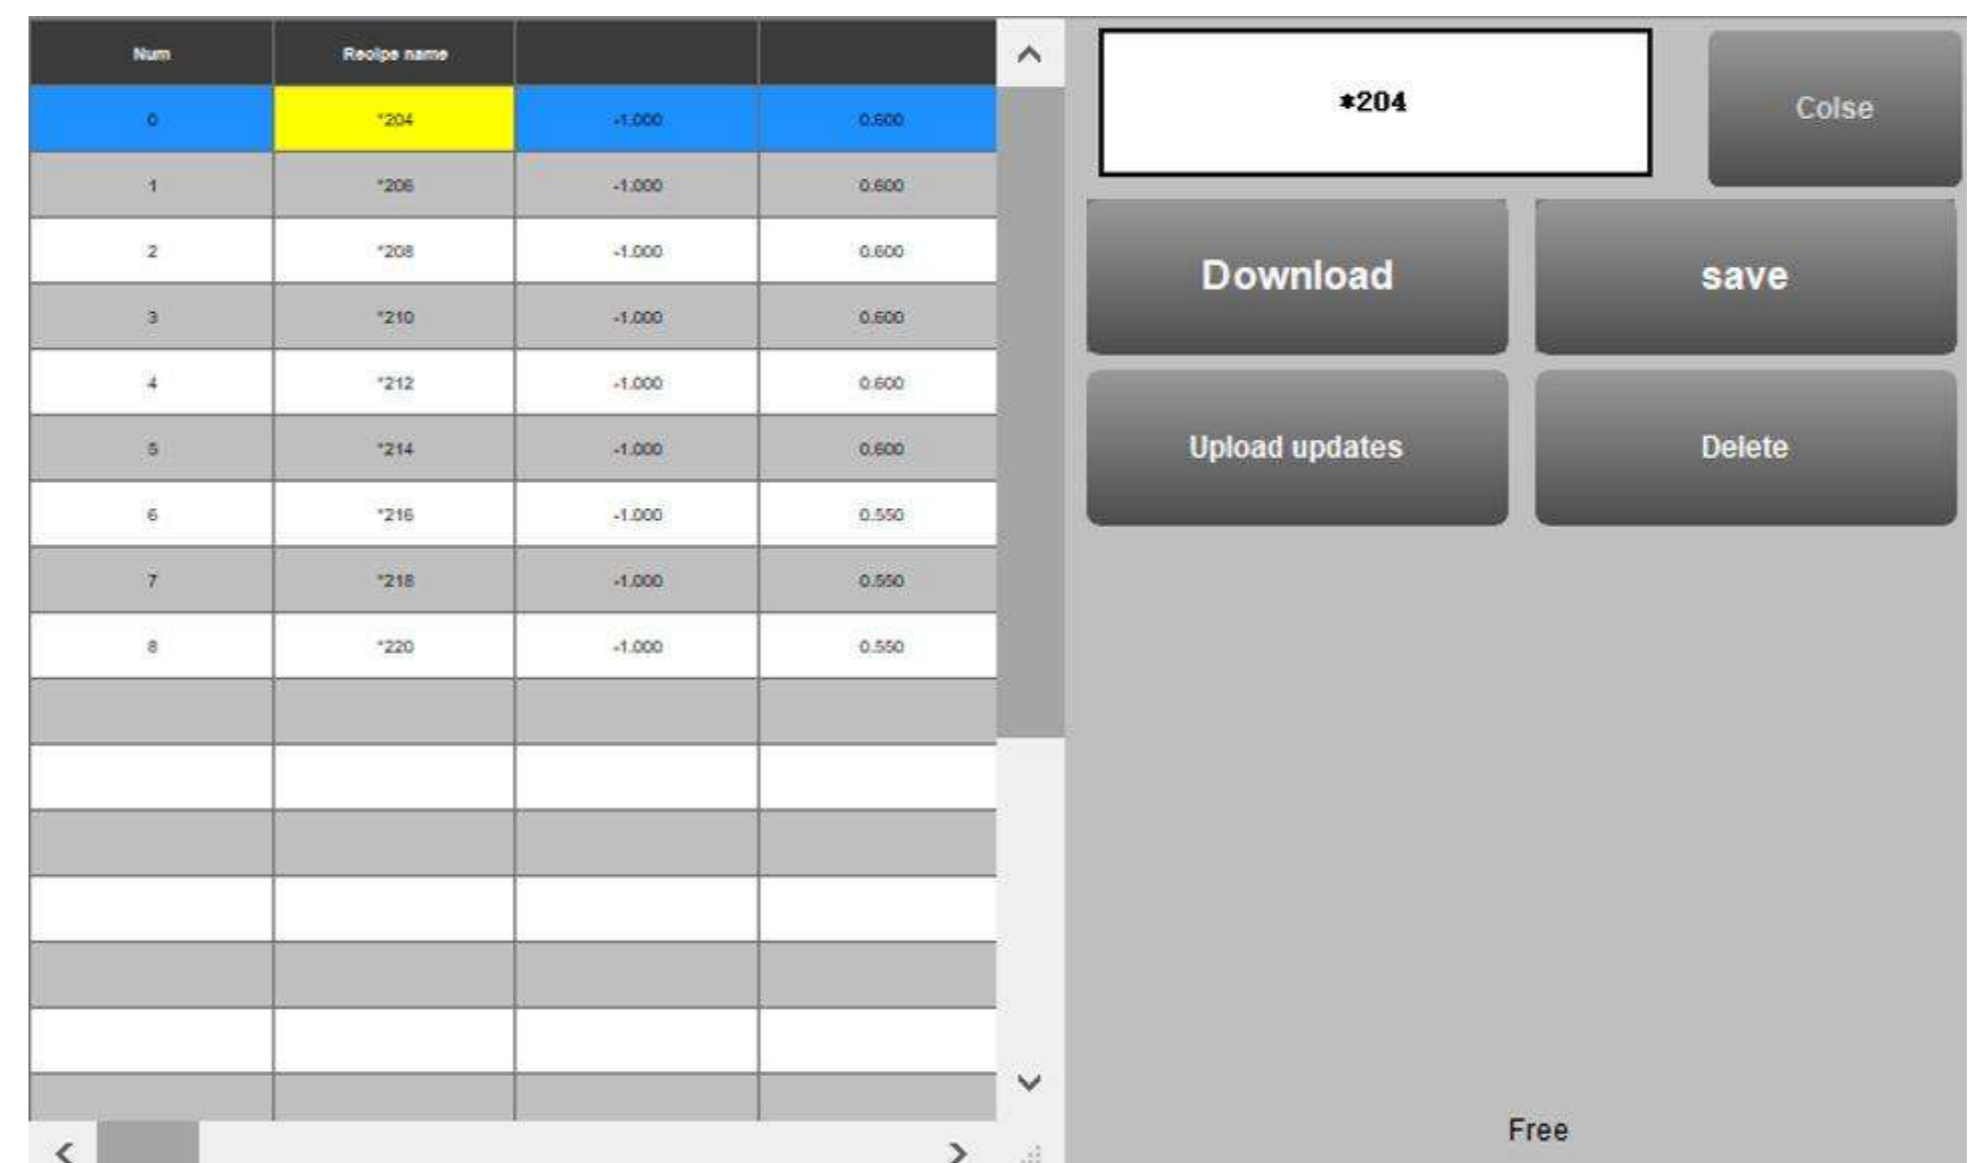 Num Recipe name
0 *204 -1.000 0.600
1 *206 -1.000 0.600
2 *208 -1.000 0.600
3 *210 -1.000 0.600
4 *212 -1.000 0.600
5 *214 -1.000 0.600
6 *216 -1.000 0.550
7 *218 -1.000 0.550
8 *220 -1.000 0.550
*204
Colse
Download
save
Upload updates
Delete
Free